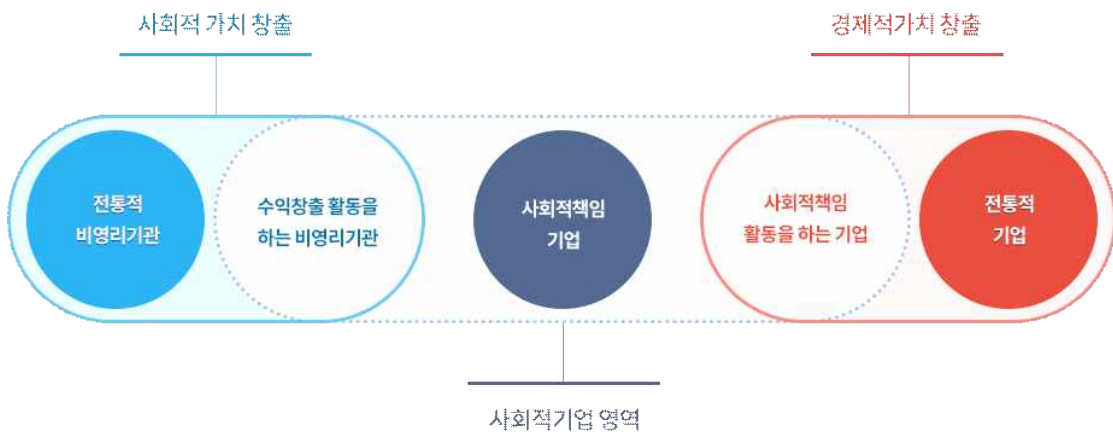 사회적 가치 창출
경제적가치 창출
전통적
비영리기관
수익창출 활동을
하는 비영리기관
사회적책임
기업
사회적책임
활동을 하는 기업
전통적
기업
사회적기업 영역